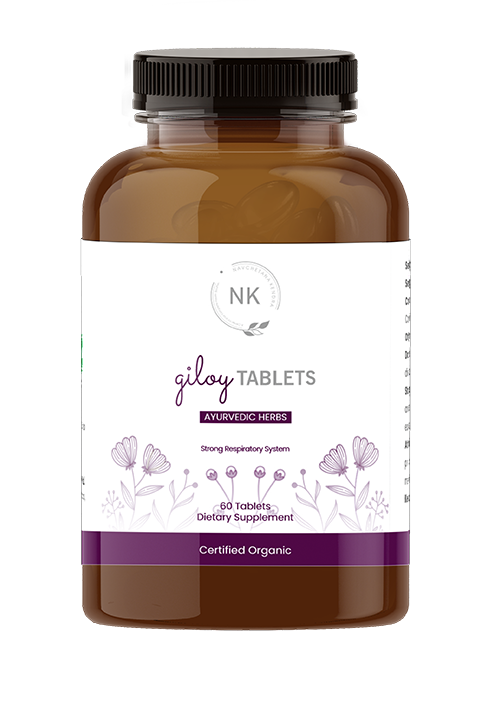 NK
giloy TABLETS
AYURVEDIC HERBS
Strong Respiratory System
60 Tablets
Dietary Supplement
Certified Organic